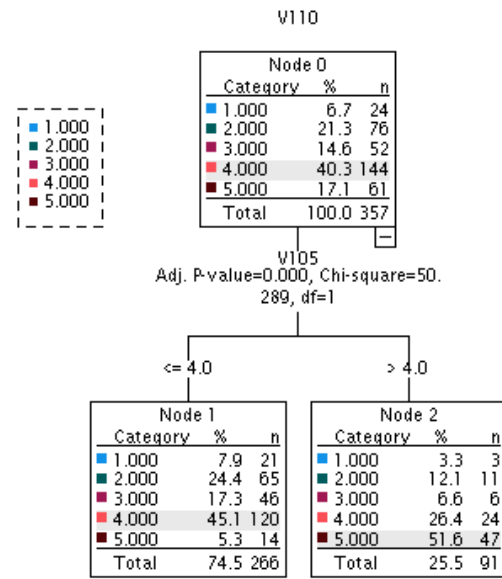 V110
Node 0
Category % n
1.000 6.7 24
2.000 21.3 76
3.000 14.6 52
4.000 40.3 144
5.000 17.1 61
Total 100.0 357
1.000
2.000
3.000
4.000
5.000
V105
Adj. P-value=0.000, Chi-square=50.
289, df=1
<= 4.0
> 4.0
Node 1
Category % n
1.000 7.9 21
2.000 24.4 65
3.000 17.3 46
4.000 45.1 120
5.000 5.3 14
Total 74.5 266
Node 2
Category % n
1.000 3.3 3
2.000 12.1 11
3.000 6.6 6
4.000 26.4 24
5.000 51.6 47
Total 25.5 91